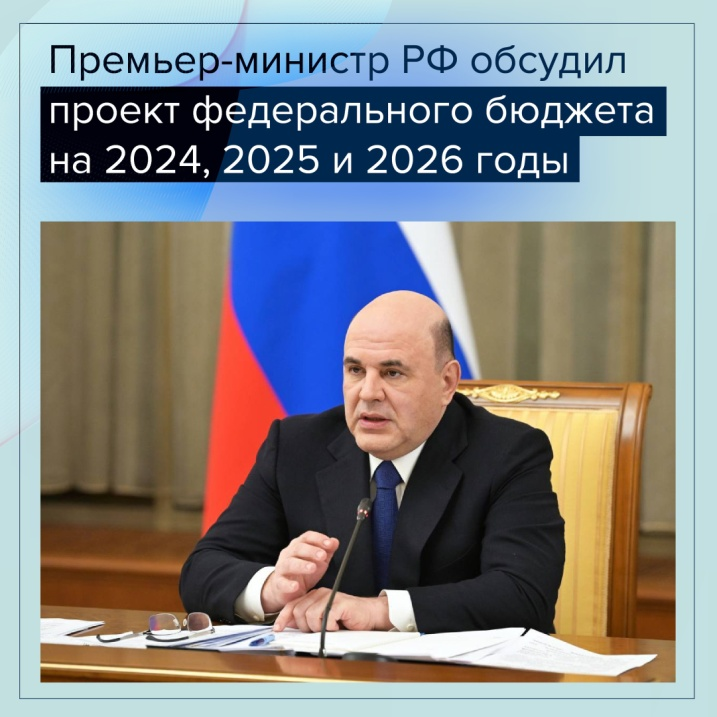 Премьер-министр РФ обсудил
проект федерального бюджета
на 2024, 2025 и 2026 годы